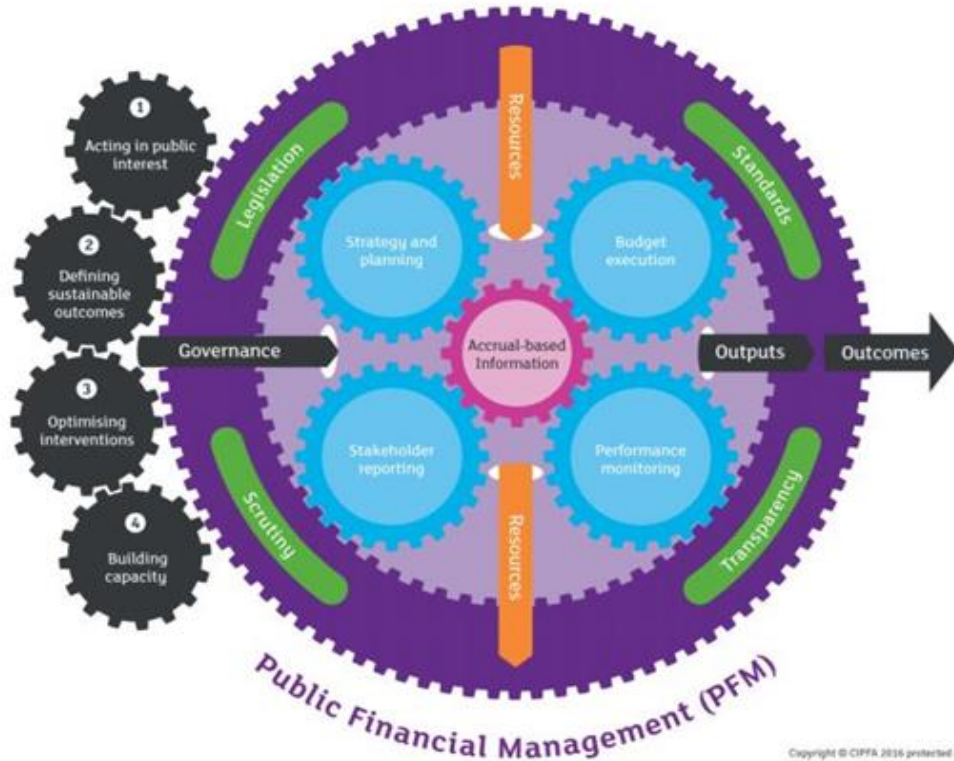 1
Acting in public
interest
2
Defining
sustainable
outcomes
3
Optimising
interventions
4
Building
capacity
Legislation
Resources
Standards
Strategy and
planning
Budget
execution
Governance
Accrual-based
Information
Outputs
Outcomes
Stakeholder
reporting
Performance
monitoring
Scrutiny
Resources
Transparency
Public Financial Management (PFM)
Copyright © CIPFA 2016 protected